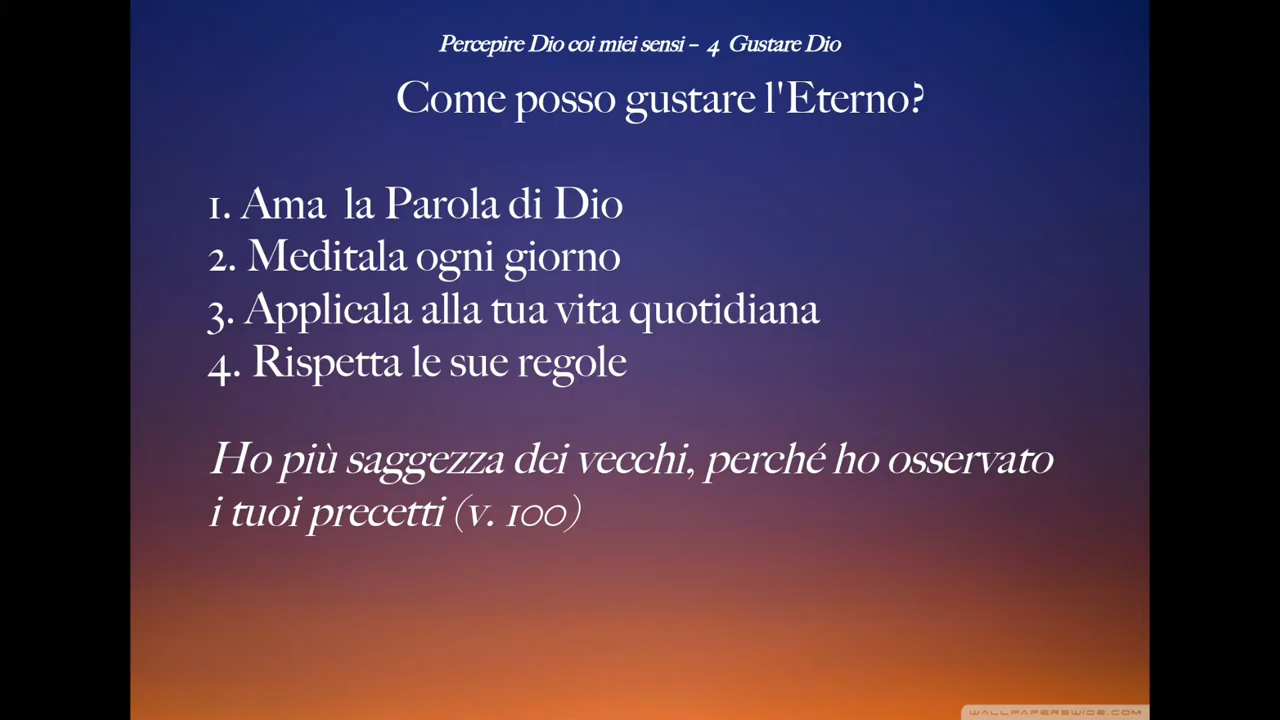 Percepire Dio coi miei sensi – 4 Gustare Dio
Come posso gustare l'Eterno?
1. Ama la Parola di Dio
2. Meditala ogni giorno
3. Applicala alla tua vita quotidiana
4. Rispetta le sue regole
Ho più saggezza dei vecchi, perché ho osservato
i tuoi precetti (v. 100)
WALLPAPERSWIDE.COM